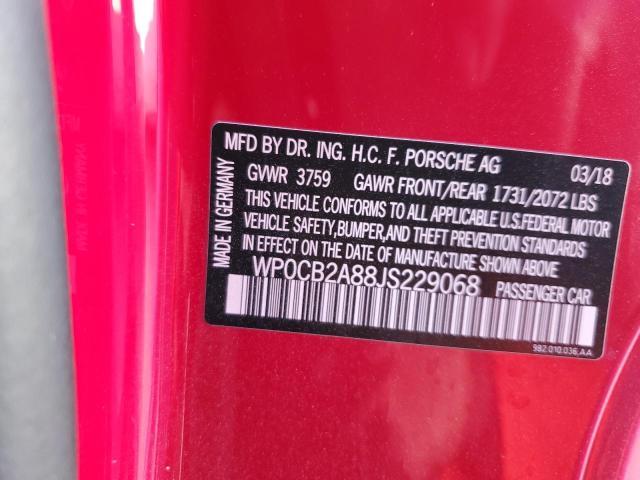 MFD BY DR. ING. H.C. F. PORSCHE AG 03/18
GVWR 3759 GAWR FRONT/REAR 1731/2072 LBS
THIS VEHICLE CONFORMS TO ALL APPLICABLE U.S.FEDERAL MOTOR
VEHICLE SAFETY,BUMPER,AND THEFT PREVENTION STANDARDS
IN EFFECT ON THE DATE OF MANUFACTURE SHOWN ABOVE
WP0CB2A88JS229068 PASSENGER CAR
982.010.036.AA
MADE IN GERMANY